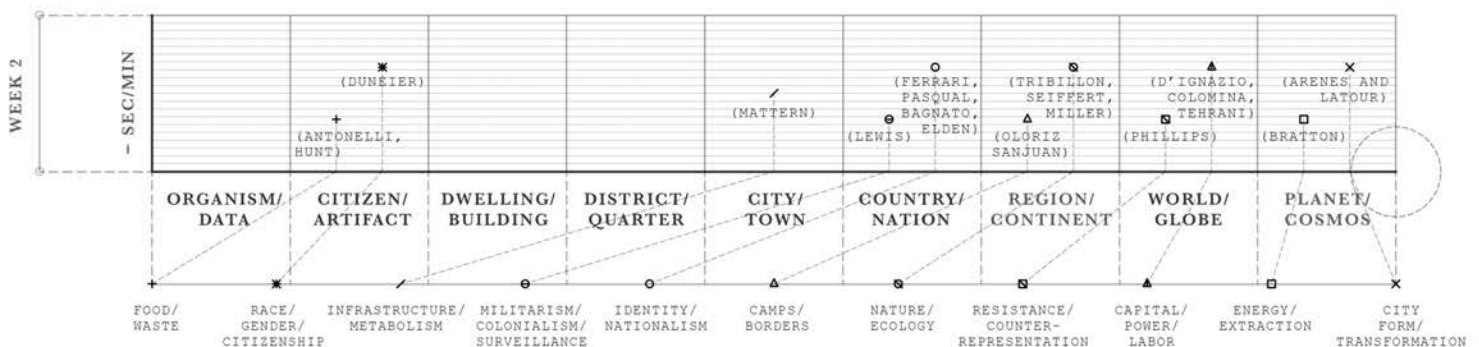 WEEK 2
– SEC/MIN
(DUNEIER)
(ANTONELLI,
HUNT)
(MATTERN)
(LEWIS)
(FERRARI,
PASQUAL,
BAGNATO,
ELDEN)
(OLORIZ
SANJUAN)
(TRIBILLON,
SEIFFERT,
MILLER)
(PHILLIPS)
(D'IGNAZIO,
COLOMINA,
TEHRANI)
(BRATTON)
(ARENES AND
LATOUR)
ORGANISM/
DATA
CITIZEN/
ARTIFACT
DWELLING/
BUILDING
DISTRICT/
QUARTER
CITY/
TOWN
COUNTRY/
NATION
REGION/
CONTINENT
WORLD/
GLOBE
PLANET/
COSMOS
FOOD/
WASTE
RACE/
GENDER/
CITIZENSHIP
INFRASTRUCTURE/
METABOLISM
MILITARISM/
COLONIALISM/
SURVEILLANCE
IDENTITY/
NATIONALISM
CAMPS/
BORDERS
NATURE/
ECOLOGY
RESISTANCE/
COUNTER-
REPRESENTATION
CAPITAL/
POWER/
LABOR
ENERGY/
EXTRACTION
CITY
FORM/
TRANSFORMATION